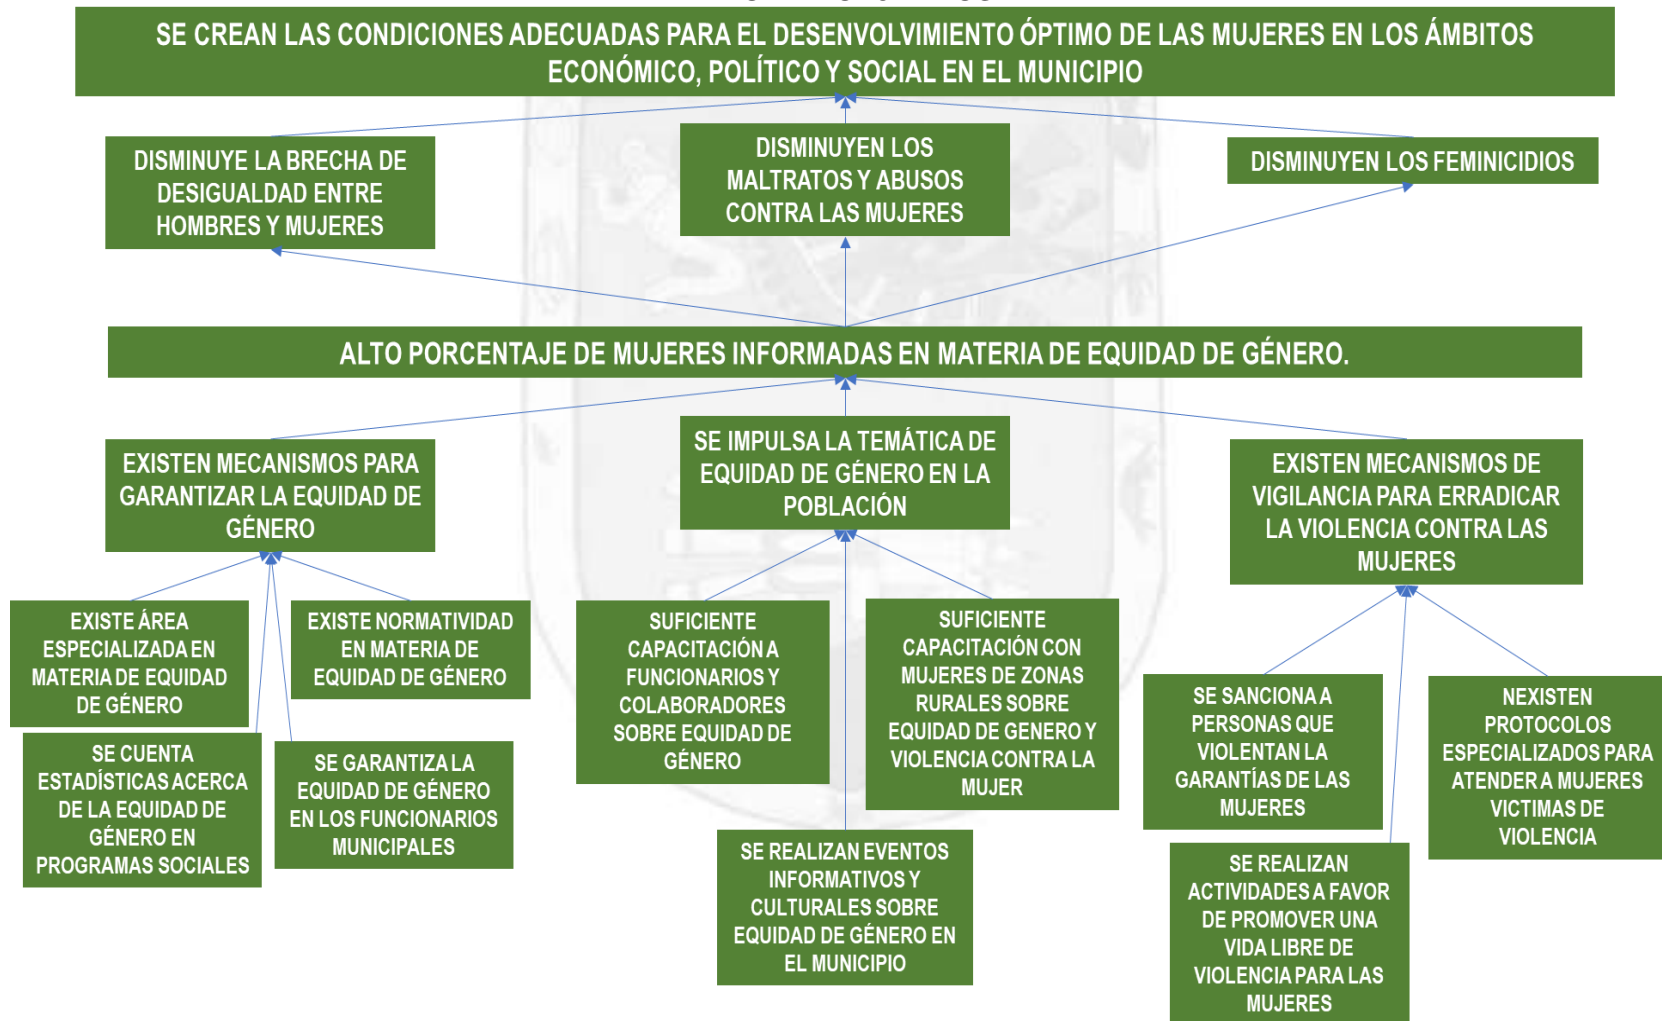 SE CREAN LAS CONDICIONES ADECUADAS PARA EL DESENVOLVIMIENTO ÓPTIMO DE LAS MUJERES EN LOS ÁMBITOS
ECONÓMICO, POLÍTICO Y SOCIAL EN EL MUNICIPIO
DISMINUYE LA BRECHA DE
DESIGUALDAD ENTRE
HOMBRES Y MUJERES
DISMINUYEN LOS
MALTRATOS Y ABUSOS
CONTRA LAS MUJERES
DISMINUYEN LOS FEMINICIDIOS
ALTO PORCENTAJE DE MUJERES INFORMADAS EN MATERIA DE EQUIDAD DE GÉNERO.
EXISTEN MECANISMOS PARA
GARANTIZAR LA EQUIDAD DE
GÉNERO
SE IMPULSA LA TEMÁTICA DE
EQUIDAD DE GÉNERO EN LA
POBLACIÓN
EXISTEN MECANISMOS DE
VIGILANCIA PARA ERRADICAR
LA VIOLENCIA CONTRA LAS
MUJERES
EXISTE ÁREA
ESPECIALIZADA EN
MATERIA DE EQUIDAD
DE GÉNERO
EXISTE NORMATIVIDAD
EN MATERIA DE
EQUIDAD DE GÉNERO
SE CUENTA
ESTADÍSTICAS ACERCA
DE LA EQUIDAD DE
GÉNERO EN
PROGRAMAS SOCIALES
SE GARANTIZA LA
EQUIDAD DE GÉNERO
EN LOS FUNCIONARIOS
MUNICIPALES
SUFICIENTE
CAPACITACIÓN A
FUNCIONARIOS Y
COLABORADORES
SOBRE EQUIDAD DE
GÉNERO
SUFICIENTE
CAPACITACIÓN CON
MUJERES DE ZONAS
RURALES SOBRE
EQUIDAD DE GENERO Y
VIOLENCIA CONTRA LA
MUJER
SE REALIZAN EVENTOS
INFORMATIVOS Y
CULTURALES SOBRE
EQUIDAD DE GÉNERO EN
EL MUNICIPIO
SE SANCIONA A
PERSONAS QUE
VIOLENTAN LA
GARANTÍAS DE LAS
MUJERES
NEXISTEN
PROTOCOLOS
ESPECIALIZADOS PARA
ATENDER A MUJERES
VICTIMAS DE
VIOLENCIA
SE REALIZAN
ACTIVIDADES A FAVOR
DE PROMOVER UNA
VIDA LIBRE DE
VIOLENCIA PARA LAS
MUJERES